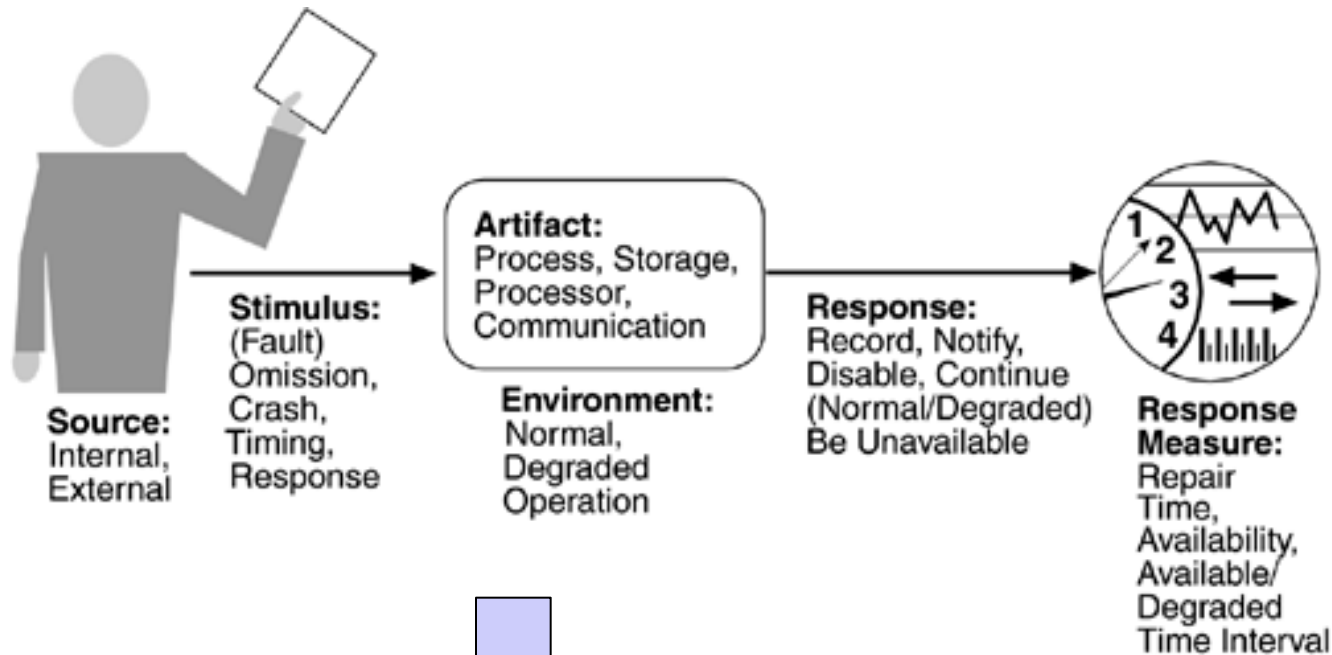 Source:
Internal,
External
Stimulus:
(Fault)
Omission,
Crash,
Timing,
Response
Artifact:
Process, Storage,
Processor,
Communication
Environment:
Normal,
Degraded
Operation
Response:
Record, Notify,
Disable, Continue
(Normal/Degraded)
Be Unavailable
1
2
3
4
Response
Measure:
Repair
Time,
Availability,
Available/
Degraded
Time Interval